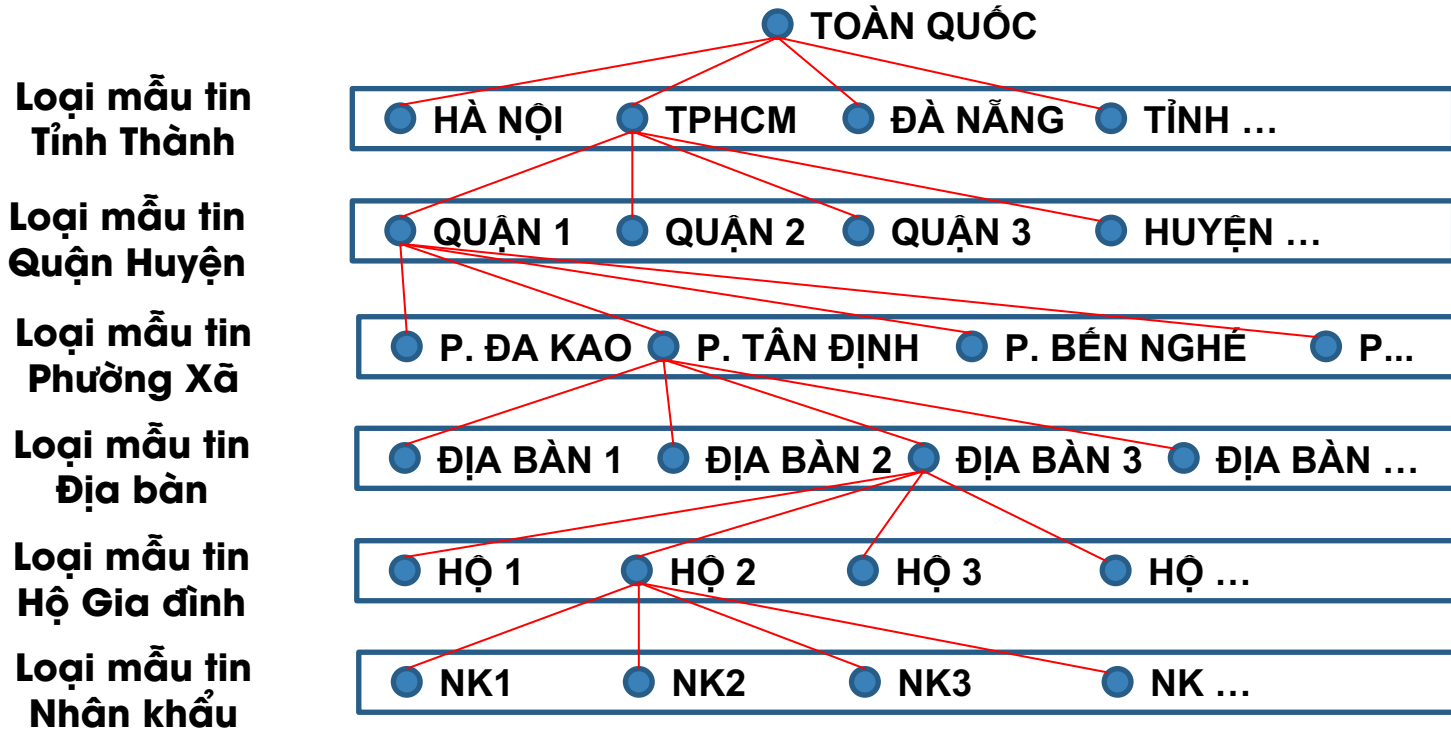 TOÀN QUỐC
Loại mẫu tin
Tỉnh Thành
HÀ NỘI TPHCM ĐÀ NẴNG TỈNH …
Loại mẫu tin
Quận Huyện
QUẬN 1 QUẬN 2 QUẬN 3 HUYỆN …
Loại mẫu tin
Phường Xã
P. ĐA KAO P. TÂN ĐỊNH P. BẾN NGHÉ P...
Loại mẫu tin
Địa bàn
ĐỊA BÀN 1 ĐỊA BÀN 2 ĐỊA BÀN 3 ĐỊA BÀN …
Loại mẫu tin
Hộ Gia đình
HỘ 1 HỘ 2 HỘ 3 HỘ …
Loại mẫu tin
Nhân khẩu
NK1 NK2 NK3 NK …